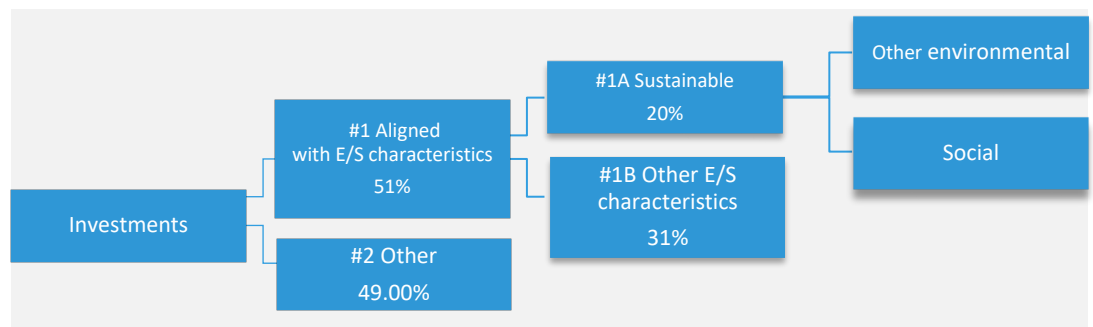 Investments
#1 Aligned
with E/S characteristics
51%
#2 Other
49.00%
#1A Sustainable
20%
#1B Other E/S
characteristics
31%
Other environmental
Social